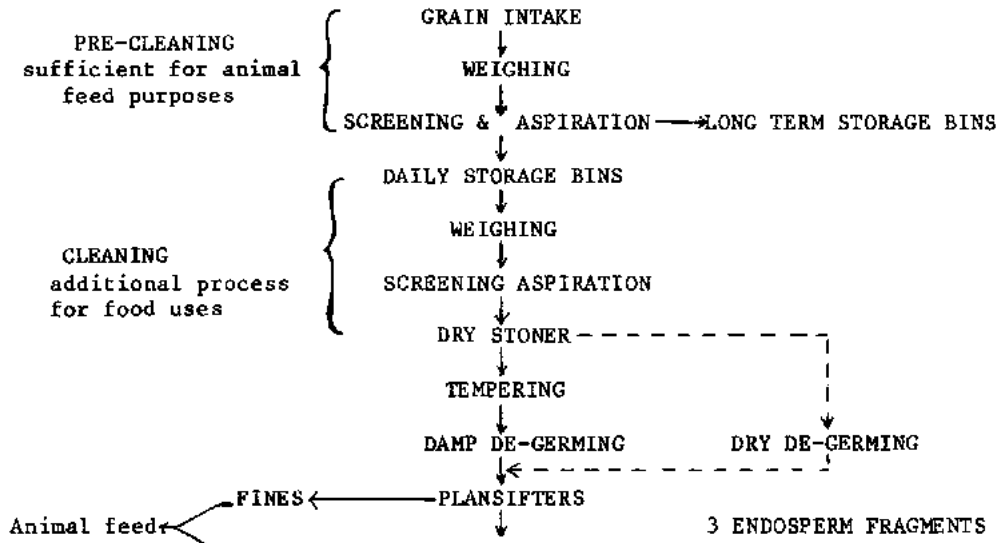 GRAIN INTAKE
PRE-CLEANING
sufficient for animal
feed purposes
WEIGHING
SCREENING & ASPIRATION LONG TERM STORAGE BINS
DAILY STORAGE BINS
WEIGHING
CLEANING
additional process
for food uses
SCREENING ASPIRATION
DRY STONER
TEMPERING
DAMP DE-GERMING DRY DE-GERMING
FINES PLANSIFTERS
Animal feed 3 ENDOSPERM FRAGMENTS